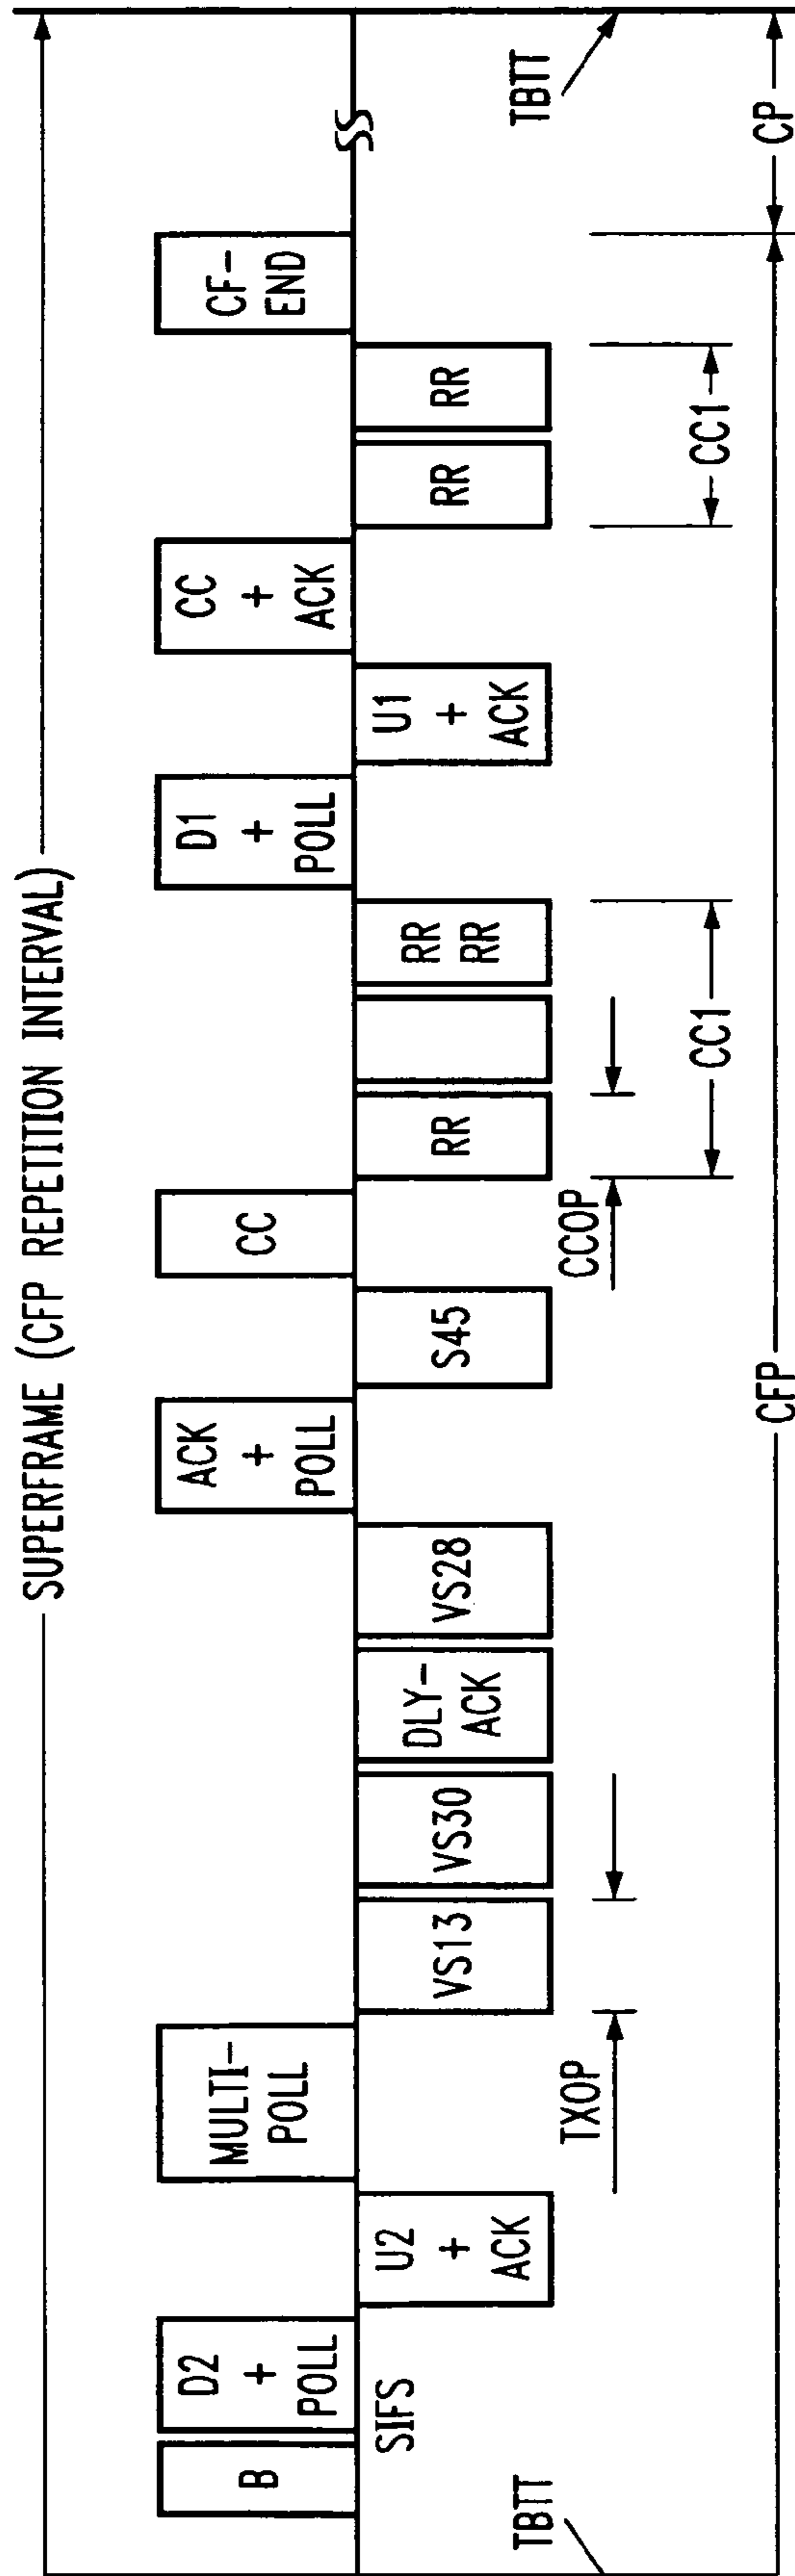 SUPERFRAME (CFP REPETITION INTERVAL)
B
D2
+
POLL
MULTI-
POLL
ACK
+
POLL
CC
D1
+
POLL
CC
+
ACK
CF-
END
SIFS
U2
+
ACK
VS13
VS30
DLY-
ACK
VS28
S45
RR
RR
RR
U1
+
ACK
RR
RR
TBTT
TXOP
CCOP
TBTT
CC1
CC1
CFP
CP